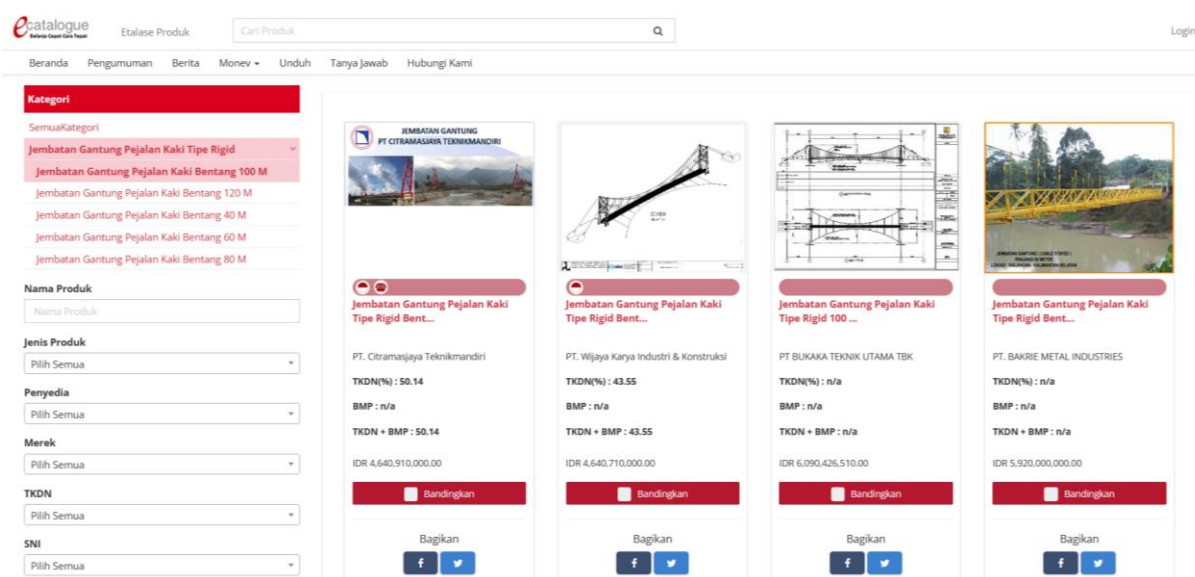 ecatalogue
Belanja Cepat Cara Tepat
Etalase Produk
Cari Produk
Login
Beranda
Pengumuman
Berita
Monev
Unduh
Tanya Jawab
Hubungi Kami
Kategori
SemuaKategori
Jembatan Gantung Pejalan Kaki Tipe Rigid
Jembatan Gantung Pejalan Kaki Bentang 100 M
Jembatan Gantung Pejalan Kaki Bentang 120 M
Jembatan Gantung Pejalan Kaki Bentang 40 M
Jembatan Gantung Pejalan Kaki Bentang 60 M
Jembatan Gantung Pejalan Kaki Bentang 80 M
Nama Produk
Nama Produk
Jenis Produk
Pilih Semua
Penyedia
Pilih Semua
Merek
Pilih Semua
TKDN
Pilih Semua
SNI
Pilih Semua
JEMBATAN GANTUNG
PT CITRAMASJAYA TEKNIKMANDIRI
Jembatan Gantung Pejalan Kaki
Tipe Rigid Bent...
PT. Citramasjaya Teknikmandiri
TKDN(%) : 50.14
BMP : n/a
TKDN + BMP : 50.14
IDR 4,640,910,000.00
Bandingkan
Bagikan
Jembatan Gantung Pejalan Kaki
Tipe Rigid Bent...
PT. Wijaya Karya Industri & Konstruksi
TKDN(%) : 43.55
BMP : n/a
TKDN + BMP : 43.55
IDR 4,640,710,000.00
Bandingkan
Bagikan
Jembatan Gantung Pejalan Kaki
Tipe Rigid 100 ...
PT BUKAKA TEKNIK UTAMA TBK
TKDN(%) : n/a
BMP : n/a
TKDN + BMP : n/a
IDR 6,090,426,510.00
Bandingkan
Bagikan
JEMBATAN GANTUNG ( CABLE STAYED )
Jembatan Gantung Pejalan Kaki
Tipe Rigid Bent...
PT. BAKRIE METAL INDUSTRIES
TKDN(%) : n/a
BMP : n/a
TKDN + BMP : n/a
IDR 5,920,000,000.00
Bandingkan
Bagikan